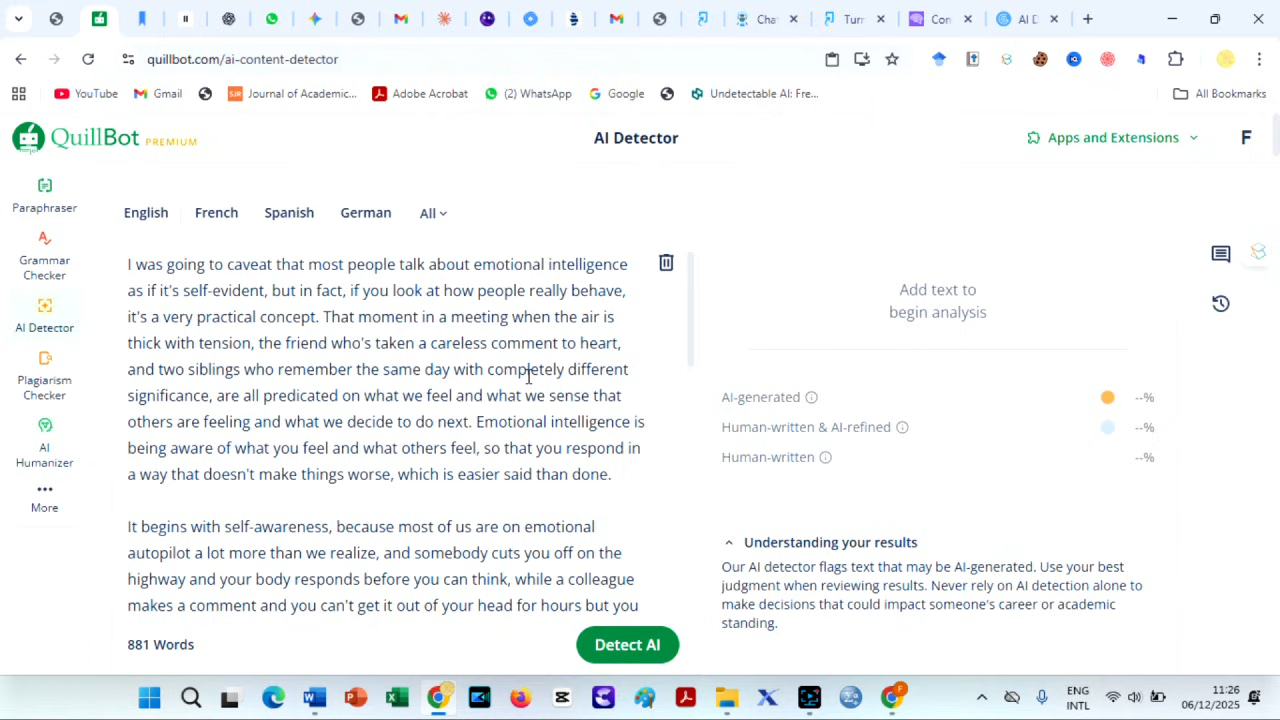 Cha
Turr
Con
AI D
quillbot.com/ai-content-detector
YouTube
Gmail
SJR
Journal of Academic...
Adobe Acrobat
(2) WhatsApp
Google
Undetectable AI: Fre...
All Bookmarks
QuillBot PREMIUM
AI Detector
Apps and Extensions
F
Paraphraser
Grammar
Checker
AI Detector
Plagiarism
Checker
AI
Humanizer
More
English French Spanish German All
I was going to caveat that most people talk about emotional intelligence
as if it's self-evident, but in fact, if you look at how people really behave,
it's a very practical concept. That moment in a meeting when the air is
thick with tension, the friend who's taken a careless comment to heart,
and two siblings who remember the same day with completely different
significance, are all predicated on what we feel and what we sense that
others are feeling and what we decide to do next. Emotional intelligence is
being aware of what you feel and what others feel, so that you respond in
a way that doesn't make things worse, which is easier said than done.
It begins with self-awareness, because most of us are on emotional
autopilot a lot more than we realize, and somebody cuts you off on the
highway and your body responds before you can think, while a colleague
makes a comment and you can't get it out of your head for hours but you
881 Words
Detect AI
Add text to
begin analysis
AI-generated --%
Human-written & AI-refined --%
Human-written --%
Understanding your results
Our AI detector flags text that may be AI-generated. Use your best
judgment when reviewing results. Never rely on AI detection alone to
make decisions that could impact someone's career or academic
standing.
ENG
INTL
11:26
06/12/2025